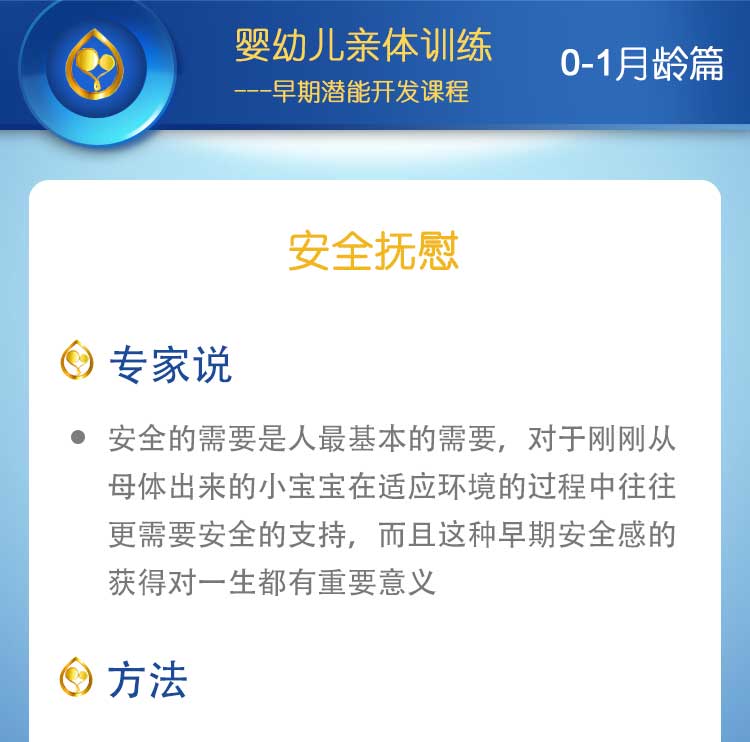 婴幼儿亲体训练
---早期潜能开发课程
0-1月龄篇
安全抚慰
专家说
安全的需要是人最基本的需要，对于刚刚从
母体出来的小宝宝在适应环境的过程中往往
更需要安全的支持，而且这种早期安全感的
获得对一生都有重要意义
方法